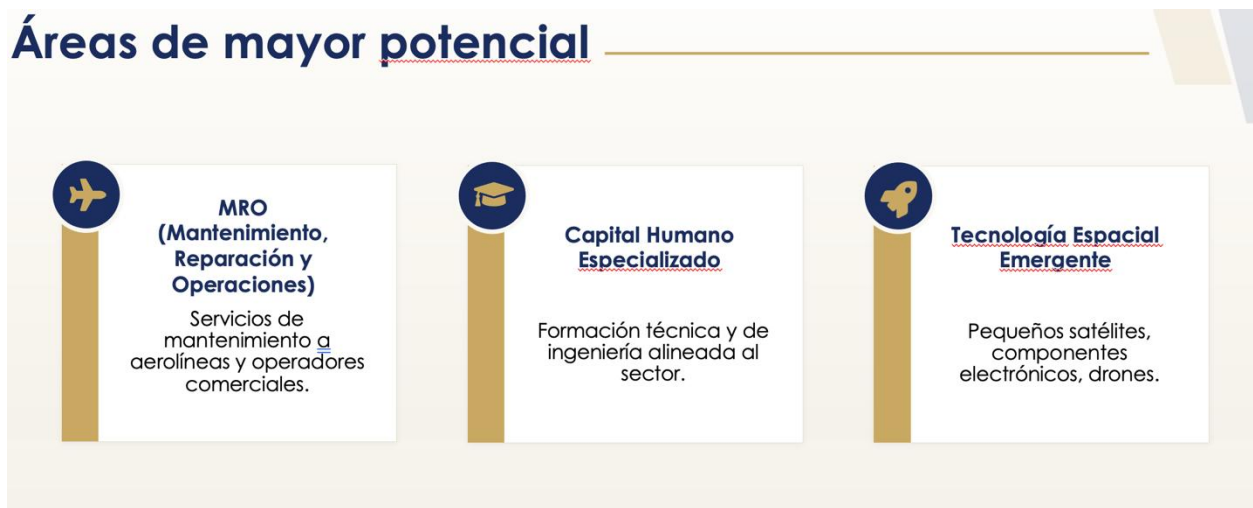 Áreas de mayor potencial
MRO
(Mantenimiento,
Reparación y
Operaciones)
Servicios de
mantenimiento a
aerolíneas y operadores
comerciales.
Capital Humano
Especializado
Formación técnica y de
ingeniería alineada al
sector.
Tecnología Espacial
Emergente
Pequeños satélites,
componentes
electrónicos, drones.